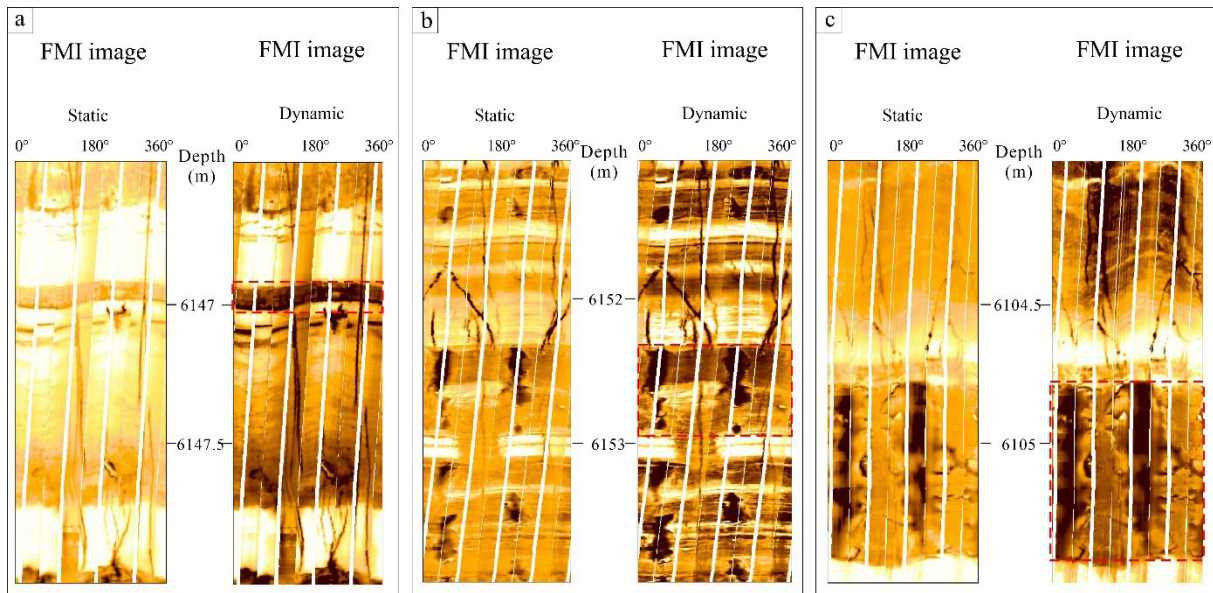 a
FMI image FMI image
Static Dynamic
0° 180° 360° Depth (m) 0° 180° 360°
6147
6147.5
b
FMI image FMI image
Static Dynamic
0° 180° 360° Depth (m) 0° 180° 360°
6152
6153
c
FMI image FMI image
Static Dynamic
0° 180° 360° Depth (m) 0° 180° 360°
6104.5
6105